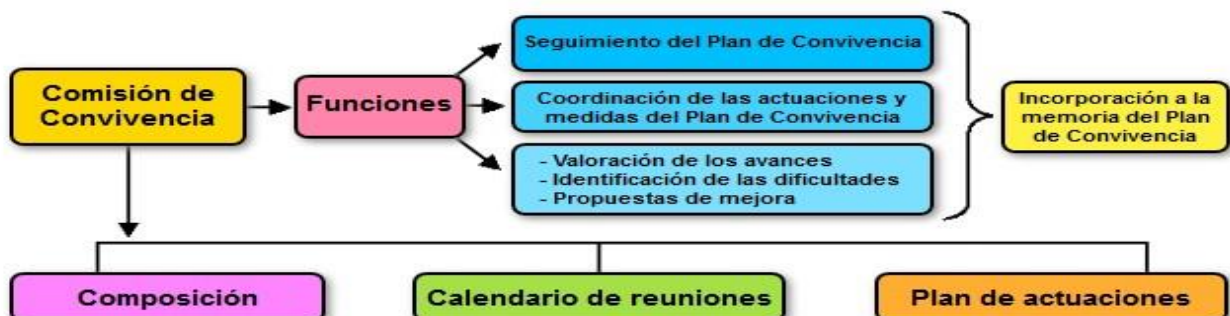 Comisión de
Convivencia
Funciones
Seguimiento del Plan de Convivencia
Coordinación de las actuaciones y
medidas del Plan de Convivencia
- Valoración de los avances
- Identificación de las dificultades
- Propuestas de mejora
Incorporación a la
memoria del Plan
de Convivencia
Composición
Calendario de reuniones
Plan de actuaciones